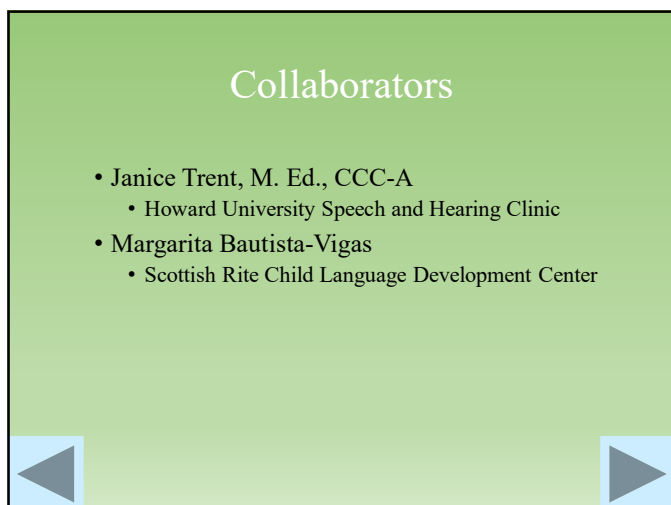 Collaborators
• Janice Trent, M. Ed., CCC-A
• Howard University Speech and Hearing Clinic
• Margarita Bautista-Vigas
• Scottish Rite Child Language Development Center